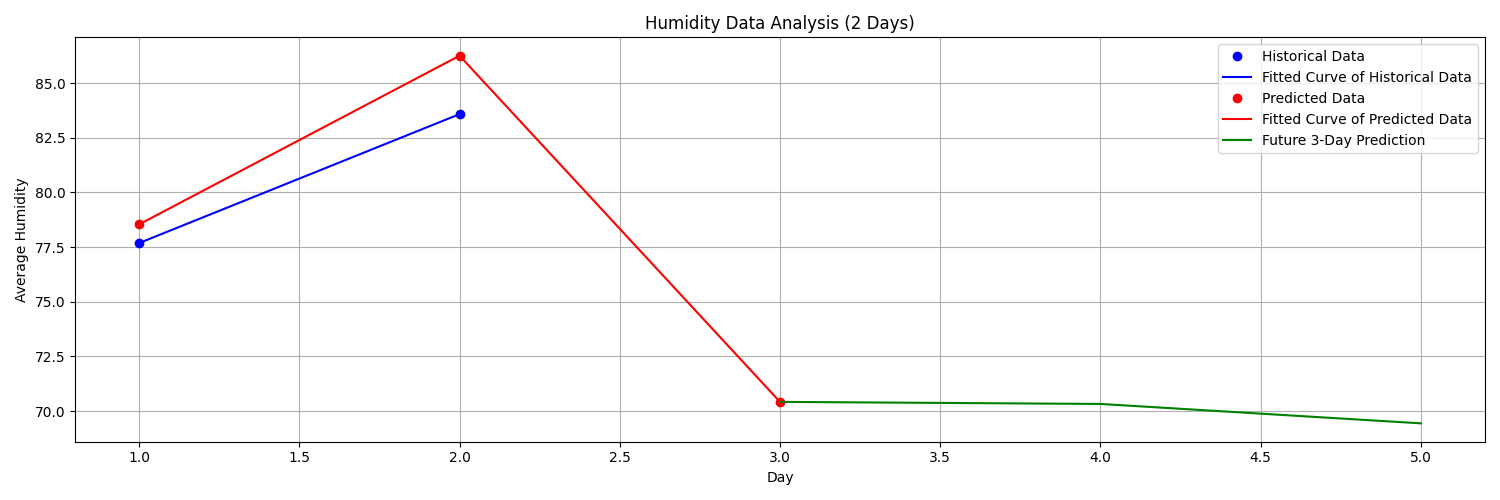 Humidity Data Analysis (2 Days)
Historical Data
Fitted Curve of Historical Data
Predicted Data
Fitted Curve of Predicted Data
Future 3-Day Prediction
Average Humidity
85.0
82.5
80.0
77.5
75.0
72.5
70.0
1.0 1.5 2.0 2.5 3.0 3.5 4.0 4.5 5.0
Day